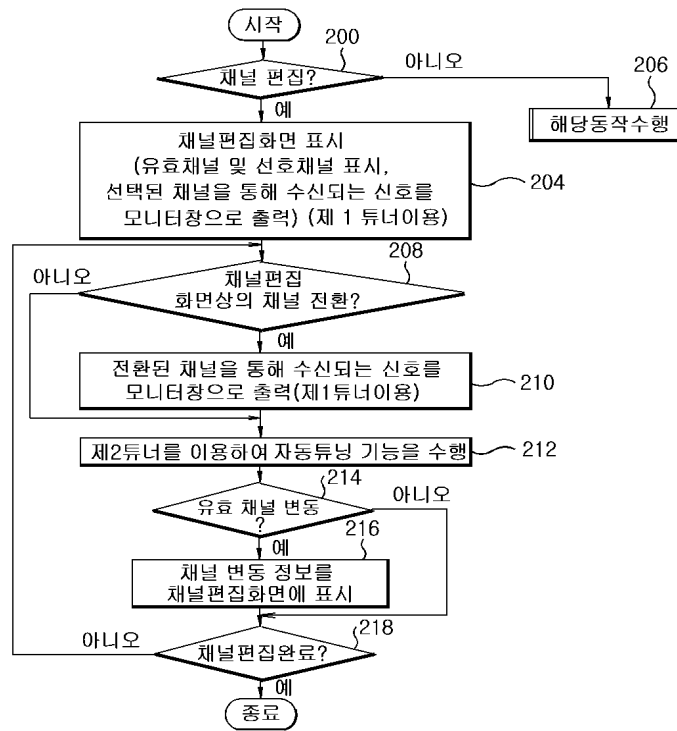 시작
200
채널 편집?
아니오
예
206
해당동작수행
채널편집화면 표시
(유효채널 및 선호채널 표시,
선택된 채널을 통해 수신되는 신호를
모니터창으로 출력) (제 1 튜너이용)
204
208
아니오
채널편집
화면상의 채널 전환?
예
전환된 채널을 통해 수신되는 신호를
모니터창으로 출력(제1튜너이용)
210
제2튜너를 이용하여 자동튜닝 기능을 수행
212
214
유효 채널 변동
?
아니오
예
216
채널 변동 정보를
채널편집화면에 표시
218
아니오
채널편집완료?
예
종료